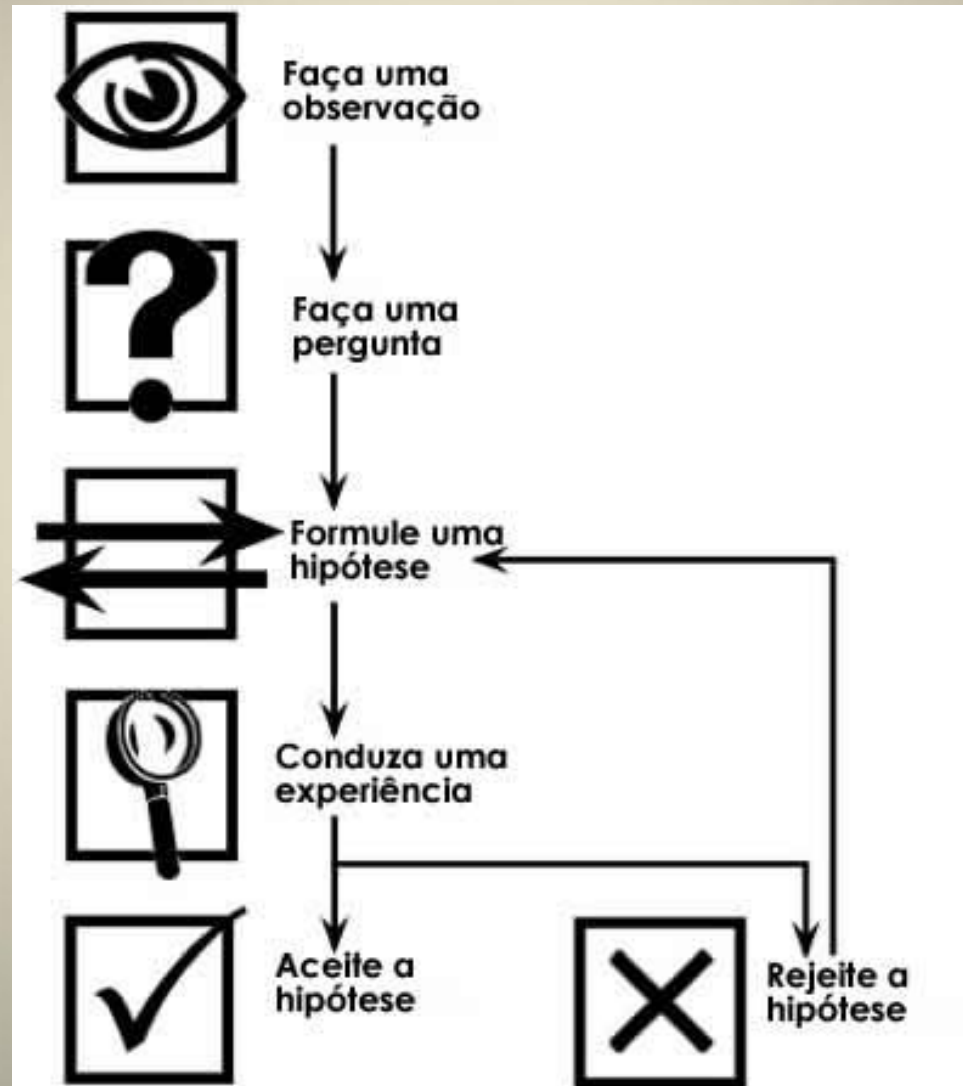 Faça uma
observação
Faça uma
pergunta
Formule uma
hipótese
Conduza uma
experiência
Aceite a
hipótese
Rejeite a
hipótese